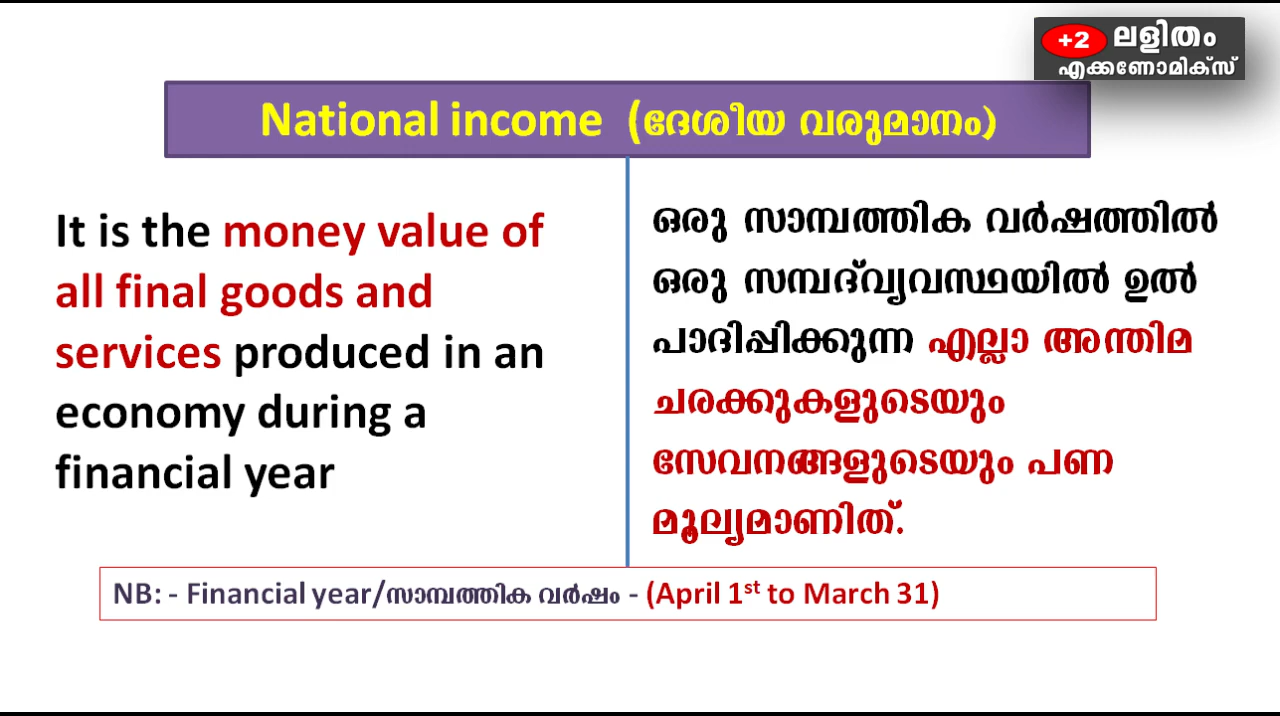 +2 ലളിതം
എക്കണോമിക്സ്
National income (ദേശീയ വരുമാനം)
It is the money value of
all final goods and
services produced in an
economy during a
financial year
ഒരു സാമ്പത്തിക വർഷത്തിൽ
ഒരു സമ്പദ്‌വ്യവസ്ഥയിൽ ഉൽ
പാദിപ്പിക്കുന്ന എല്ലാ അന്തിമ
ചരക്കുകളുടെയും
സേവനങ്ങളുടെയും പണ
മൂല്യമാണിത്.
NB: - Financial year/സാമ്പത്തിക വർഷം - (April 1st to March 31)